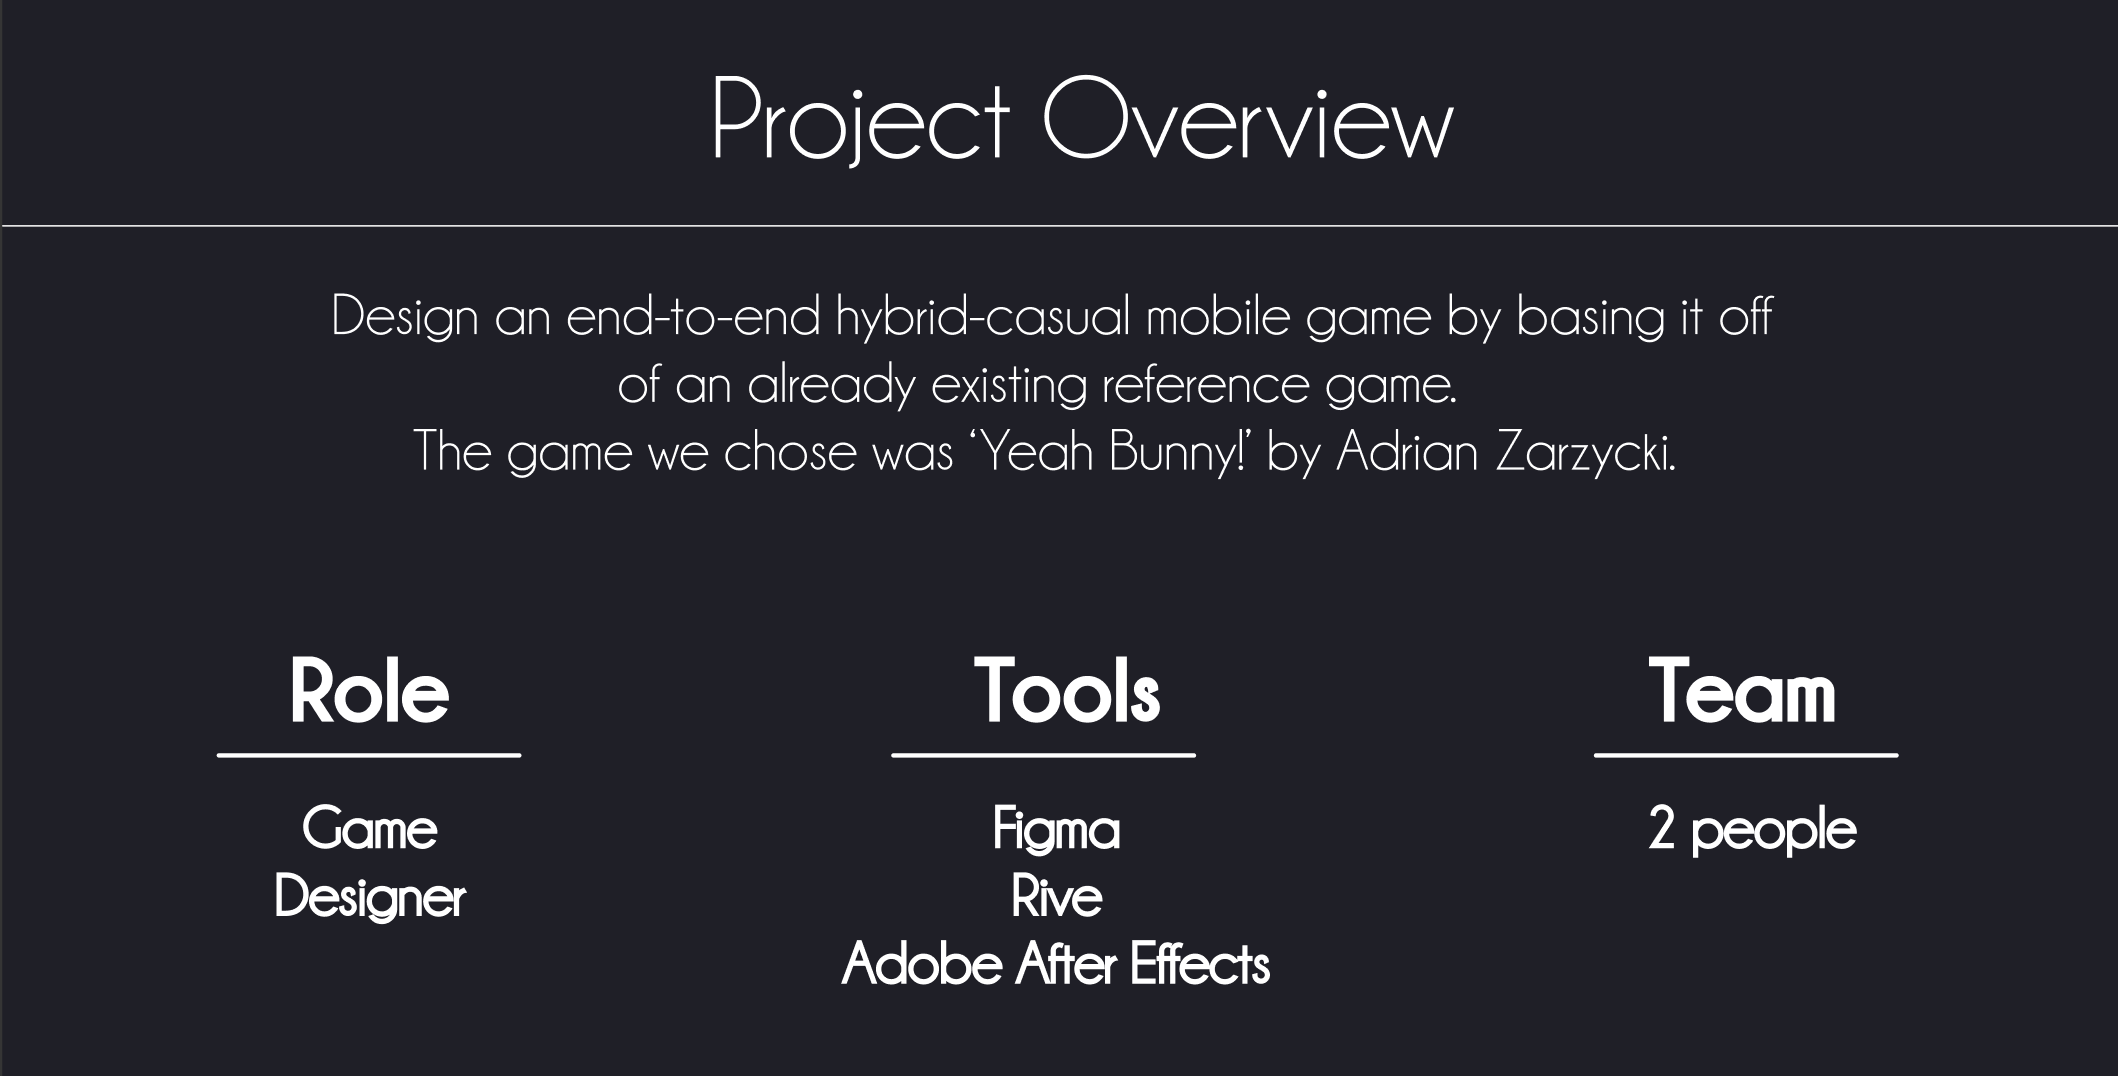 Project Overview
Design an end-to-end hybrid-casual mobile game by basing it off
of an already existing reference game.
The game we chose was ‘Yeah Bunny!’ by Adrian Zarzycki.
Role
Game
Designer
Tools
Figma
Rive
Adobe After Effects
Team
2 people